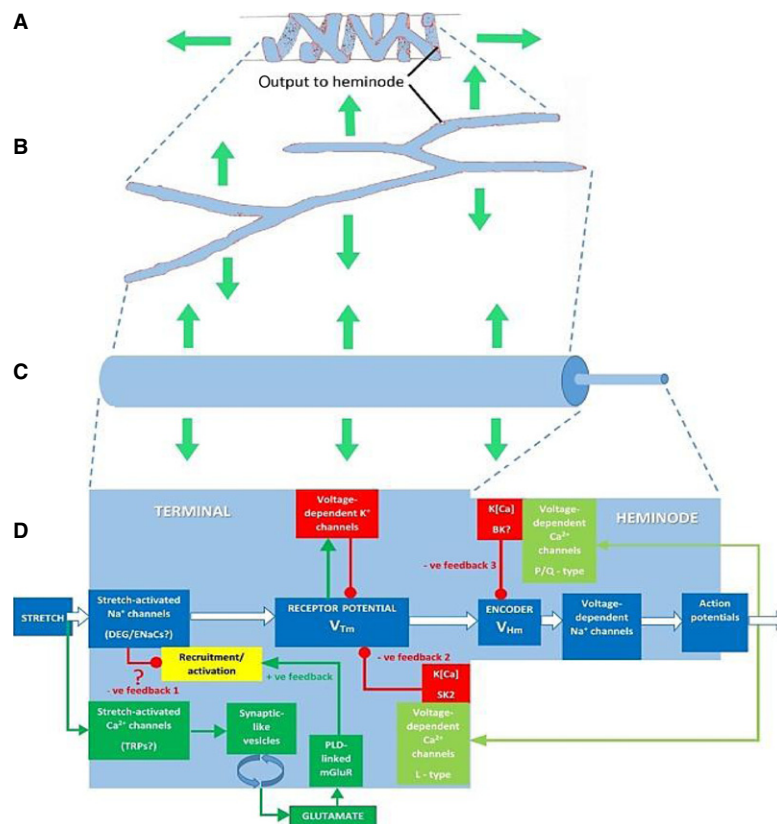 A
Output to heminode
B
C
D
TERMINAL
Voltage-
dependent K⁺
channels
K[Ca]
BK?
Voltage-
dependent
Ca²⁺
channels
P/Q - type
HEMINODE
- ve feedback 3
STRETCH
Stretch-activated
Na⁺ channels
(DEG/ENaCs?)
RECEPTOR POTENTIAL
V_Tm
ENCODER
V_Hm
Voltage-
dependent
Na⁺ channels
Action
potentials
?
- ve feedback 1
Recruitment/
activation
+ ve feedback
- ve feedback 2
K[Ca]
SK2
Stretch-activated
Ca²⁺ channels
(TRPs?)
Synaptic-
like
vesicles
PLD-
linked
mGluR
Voltage-
dependent
Ca²⁺
channels
L - type
GLUTAMATE